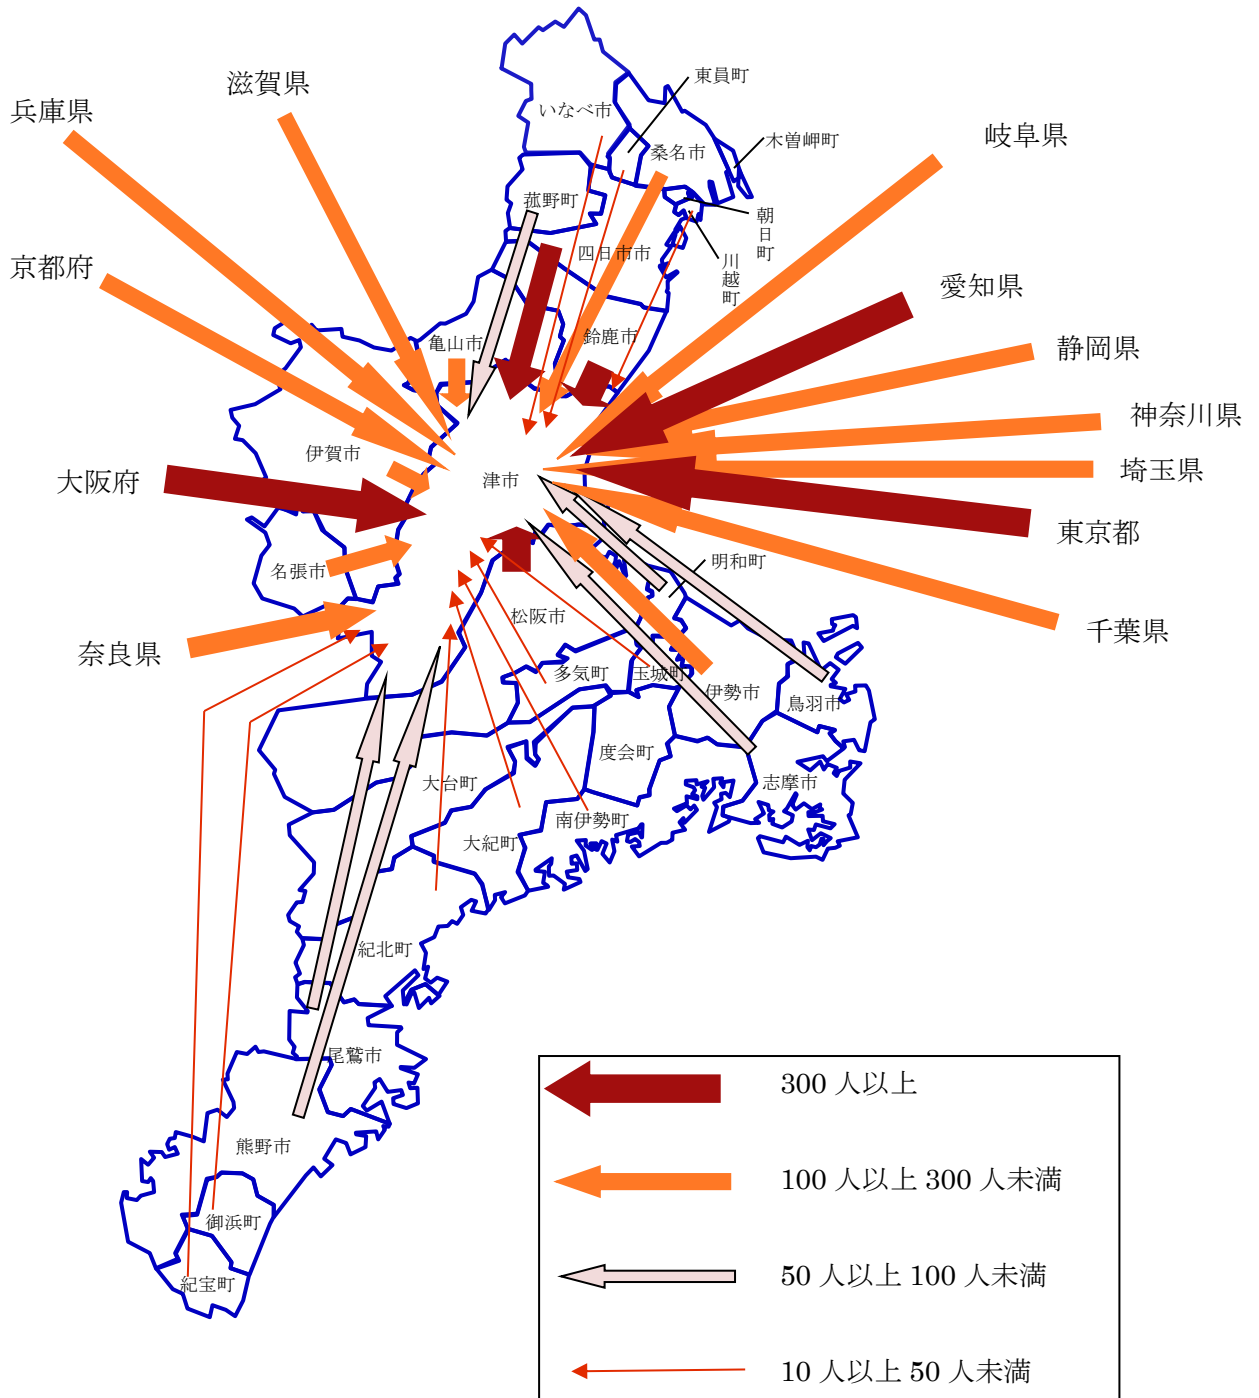 東員町
滋賀県
兵庫県
いなべ市
岐阜県
桑名市
木曽岬町
菰野町
朝日町
四日市市
川越町
京都府
愛知県
亀山市
鈴鹿市
静岡県
神奈川県
伊賀市
大阪府
津市
埼玉県
東京都
名張市
明和町
松阪市
千葉県
奈良県
多気町
玉城町
伊勢市
鳥羽市
度会町
大台町
志摩市
南伊勢町
大紀町
紀北町
尾鷲市
熊野市
御浜町
紀宝町
300 人以上
100 人以上 300 人未満
50 人以上 100 人未満
10 人以上 50 人未満